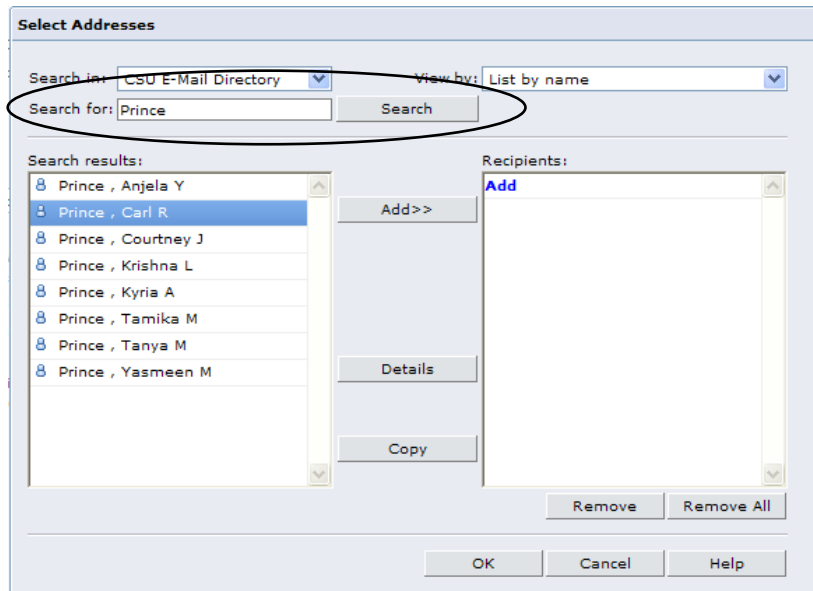 Select Addresses
Search in: CSU E-Mail Directory View by: List by name
Search for: Prince Search
Search results: Recipients:
Prince , Anjela Y Add
Prince , Carl R Add>>
Prince , Courtney J
Prince , Krishna L
Prince , Kyria A
Prince , Tamika M
Prince , Tanya M
Prince , Yasmeen M Details
Copy
Remove Remove All
OK Cancel Help